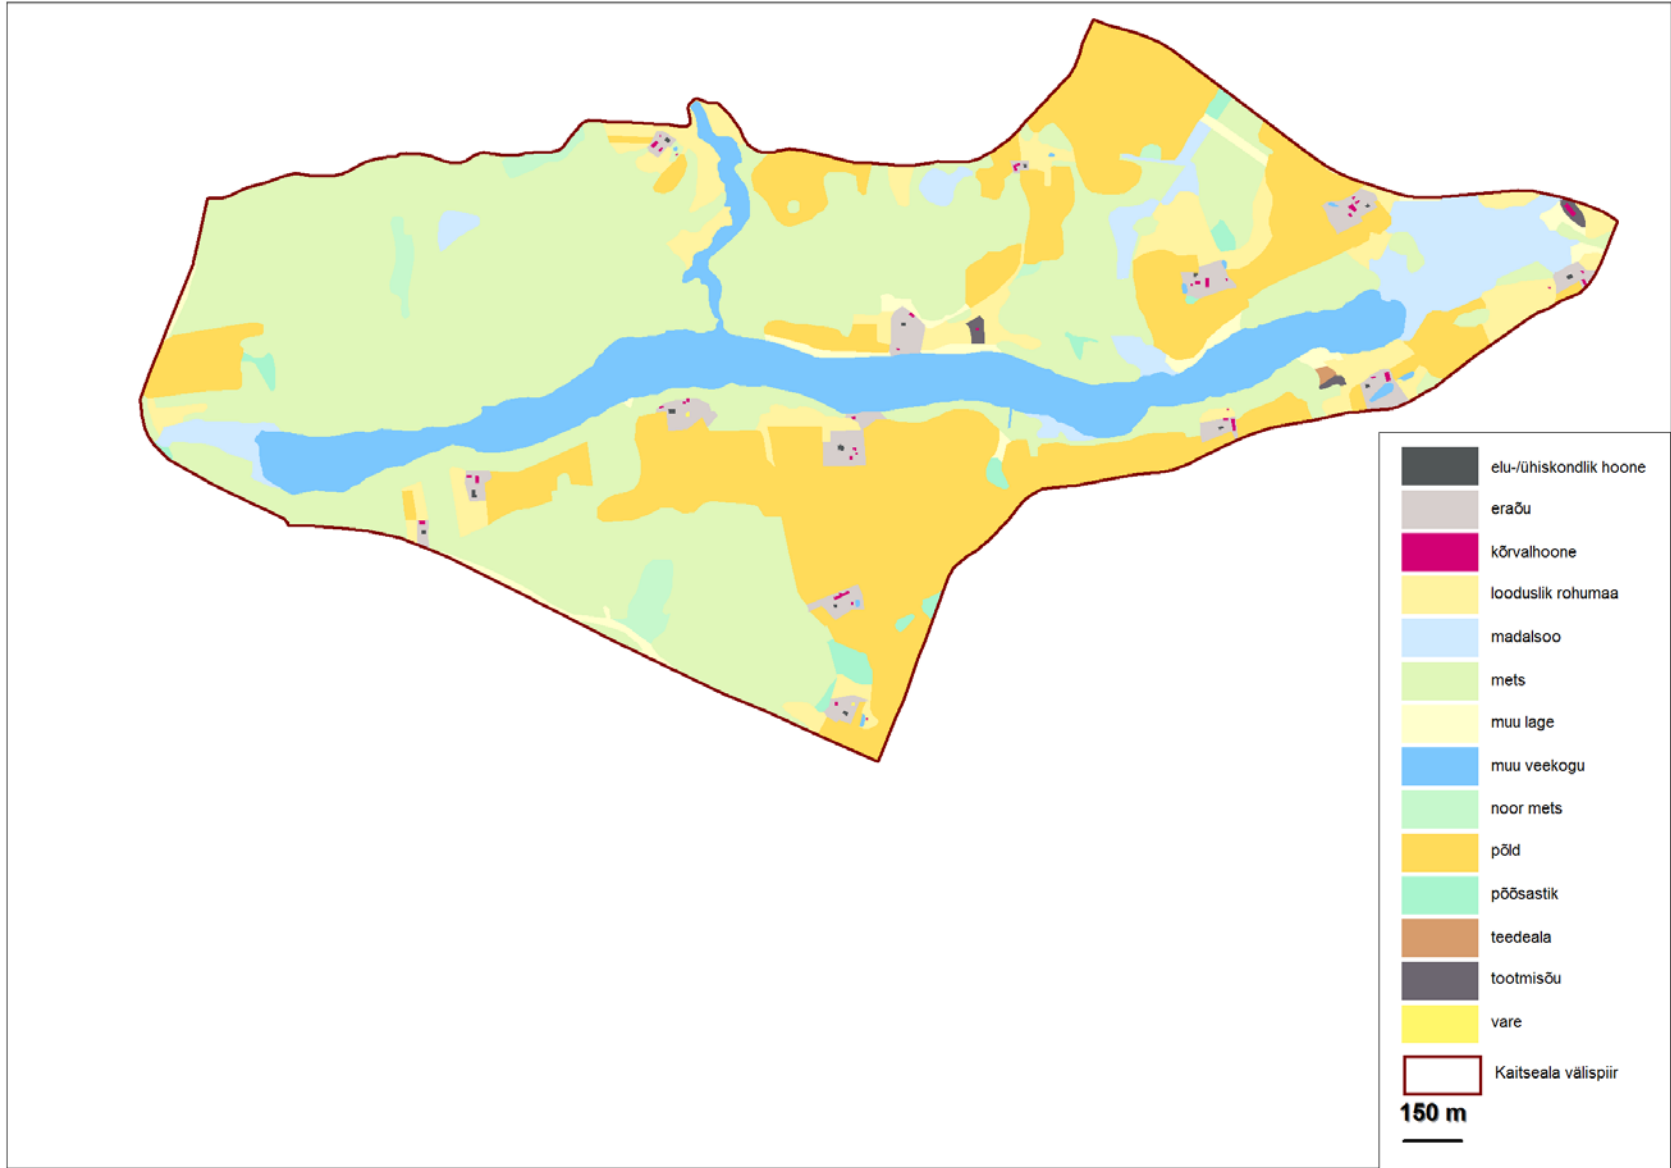 elu-/ühiskondlik hoone
eraõu
kõrvalhoone
looduslik rohumaa
madalsoo
mets
muu lage
muu veekogu
noor mets
põld
põõsastik
teedeala
tootmisõu
vare
Kaitseala välispiir
150 m